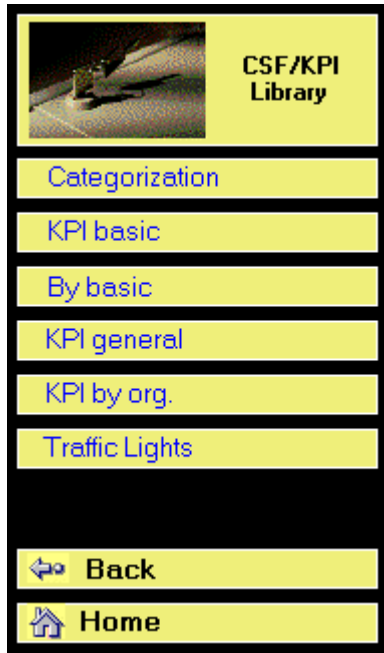 CSF/KPI
Library
Categorization
KPI basic
By basic
KPI general
KPI by org.
Traffic Lights
Back
Home